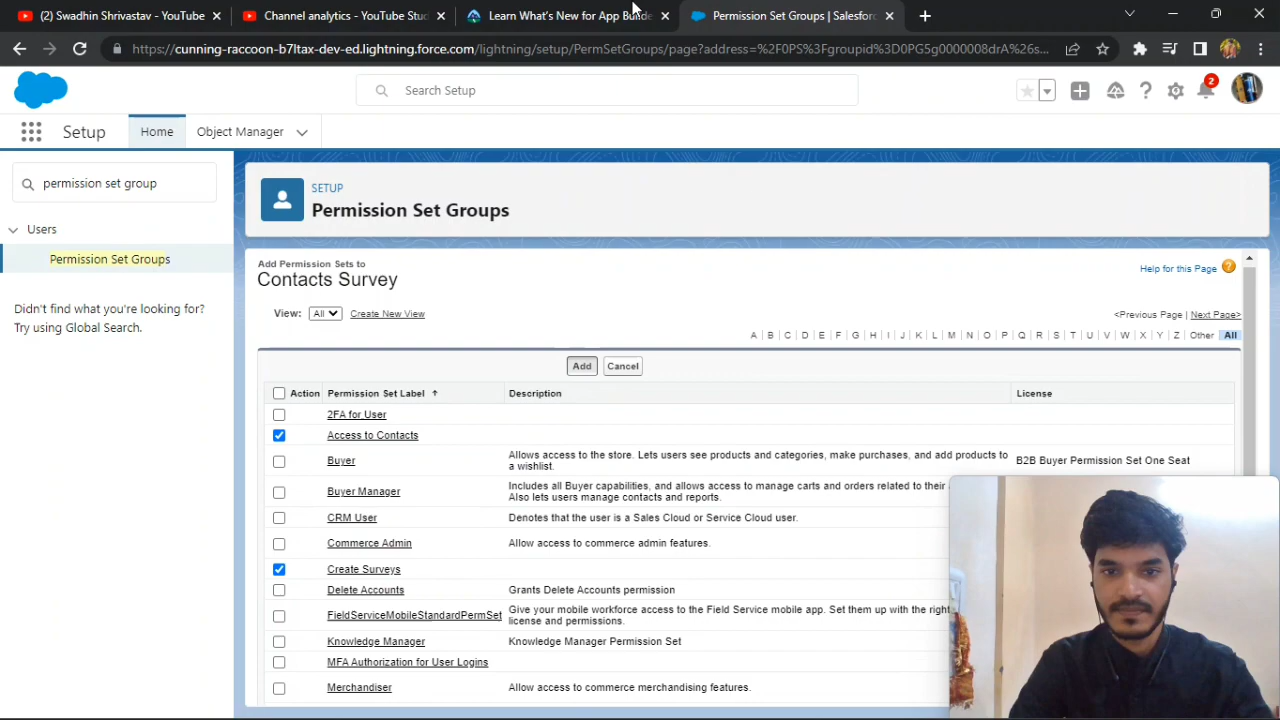 (2) Swadhin Shrivastav - YouTube
Channel analytics - YouTube Stud
Learn What's New for App Builde
Permission Set Groups | Salesforc
https://cunning-raccoon-b7ltax-dev-ed.lightning.force.com/lightning/setup/PermSetGroups/page?address=%2F0PS%3Fgroupid%3D0PG5g0000008drA%26s...
Search Setup
2
Setup
Home
Object Manager
permission set group
Users
Permission Set Groups
Didn't find what you're looking for?
Try using Global Search.
SETUP
Permission Set Groups
Add Permission Sets to
Contacts Survey
Help for this Page
View: All Create New View
<Previous Page | Next Page>
A | B | C | D | E | F | G | H | I | J | K | L | M | N | O | P | Q | R | S | T | U | V | W | X | Y | Z | Other All
Add Cancel
Action Permission Set Label Description License
2FA for User
Access to Contacts
Buyer Allows access to the store. Lets users see products and categories, make purchases, and add products to a wishlist. B2B Buyer Permission Set One Seat
Buyer Manager Includes all Buyer capabilities, and allows access to manage carts and orders related to their
Also lets users manage contacts and reports.
CRM User Denotes that the user is a Sales Cloud or Service Cloud user.
Commerce Admin Allow access to commerce admin features.
Create Surveys
Delete Accounts Grants Delete Accounts permission
FieldServiceMobileStandardPermSet Give your mobile workforce access to the Field Service mobile app. Set them up with the right
license and permissions.
Knowledge Manager Knowledge Manager Permission Set
MFA Authorization for User Logins
Merchandiser Allow access to commerce merchandising features.